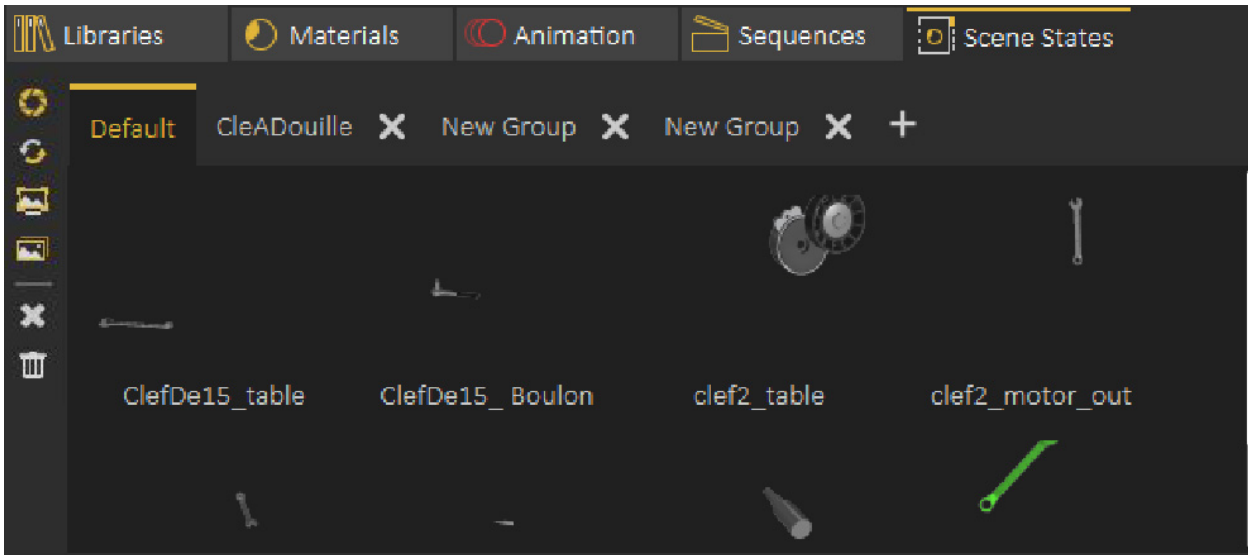 Libraries Materials Animation Sequences Scene States
Default CleADouille New Group New Group
ClefDe15_table ClefDe15_ Boulon clef2_table clef2_motor_out